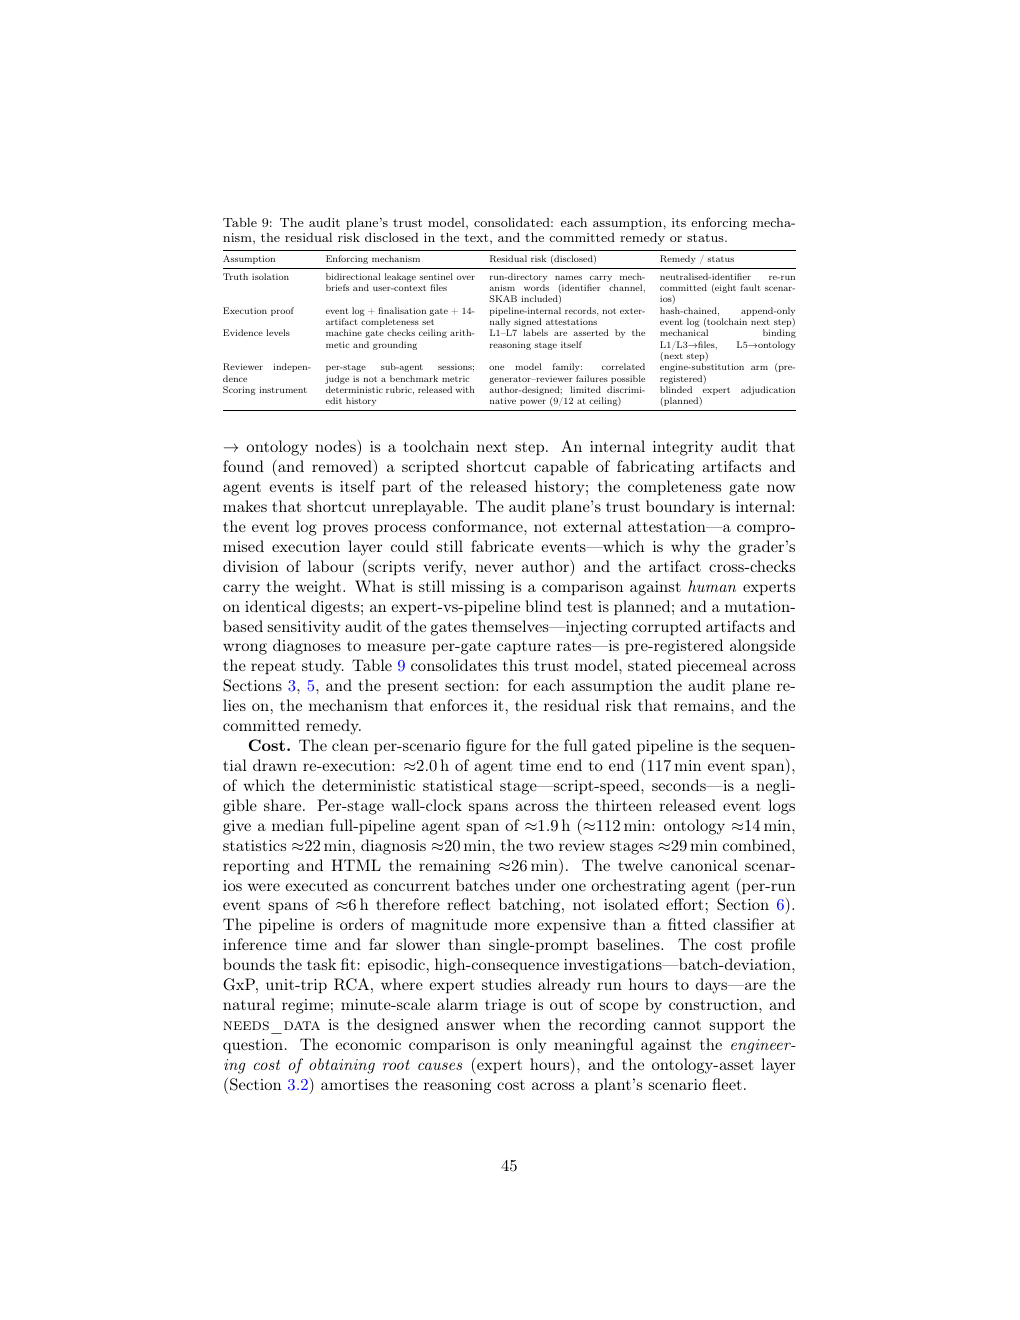 Table 9: The audit plane's trust model, consolidated: each assumption, its enforcing mecha-
nism, the residual risk disclosed in the text, and the committed remedy or status.
Assumption Enforcing mechanism Residual risk (disclosed) Remedy / status
Truth isolation bidirectional leakage sentinel over run-directory names carry mech- neutralised-identifier re-run
briefs and user-context files anism words (identifier channel, committed (eight fault scenar-
SKAB included) ios)
Execution proof event log + finalisation gate + 14- pipeline-internal records, not exter- hash-chained, append-only
artifact completeness set nally signed attestations event log (toolchain next step)
Evidence levels machine gate checks ceiling arith- L1–L7 labels are asserted by the mechanical binding
metic and grounding reasoning stage itself L1/L3→files, L5→ontology
(next step)
Reviewer indepen- per-stage sub-agent sessions; one model family: correlated engine-substitution arm (pre-
dence judge is not a benchmark metric generator–reviewer failures possible registered)
Scoring instrument deterministic rubric, released with author-designed; limited discrimi- blinded expert adjudication
edit history native power (9/12 at ceiling) (planned)
→ ontology nodes) is a toolchain next step. An internal integrity audit that
found (and removed) a scripted shortcut capable of fabricating artifacts and
agent events is itself part of the released history; the completeness gate now
makes that shortcut unreplayable. The audit plane's trust boundary is internal:
the event log proves process conformance, not external attestation—a compro-
mised execution layer could still fabricate events—which is why the grader's
division of labour (scripts verify, never author) and the artifact cross-checks
carry the weight. What is still missing is a comparison against human experts
on identical digests; an expert-vs-pipeline blind test is planned; and a mutation-
based sensitivity audit of the gates themselves—injecting corrupted artifacts and
wrong diagnoses to measure per-gate capture rates—is pre-registered alongside
the repeat study. Table 9 consolidates this trust model, stated piecemeal across
Sections 3, 5, and the present section: for each assumption the audit plane re-
lies on, the mechanism that enforces it, the residual risk that remains, and the
committed remedy.
Cost. The clean per-scenario figure for the full gated pipeline is the sequen-
tial drawn re-execution: ≈2.0 h of agent time end to end (117 min event span),
of which the deterministic statistical stage—script-speed, seconds—is a negli-
gible share. Per-stage wall-clock spans across the thirteen released event logs
give a median full-pipeline agent span of ≈1.9 h (≈112 min: ontology ≈14 min,
statistics ≈22 min, diagnosis ≈20 min, the two review stages ≈29 min combined,
reporting and HTML the remaining ≈26 min). The twelve canonical scenar-
ios were executed as concurrent batches under one orchestrating agent (per-run
event spans of ≈6 h therefore reflect batching, not isolated effort; Section 6).
The pipeline is orders of magnitude more expensive than a fitted classifier at
inference time and far slower than single-prompt baselines. The cost profile
bounds the task fit: episodic, high-consequence investigations—batch-deviation,
GxP, unit-trip RCA, where expert studies already run hours to days—are the
natural regime; minute-scale alarm triage is out of scope by construction, and
NEEDS_DATA is the designed answer when the recording cannot support the
question. The economic comparison is only meaningful against the engineer-
ing cost of obtaining root causes (expert hours), and the ontology-asset layer
(Section 3.2) amortises the reasoning cost across a plant's scenario fleet.
45